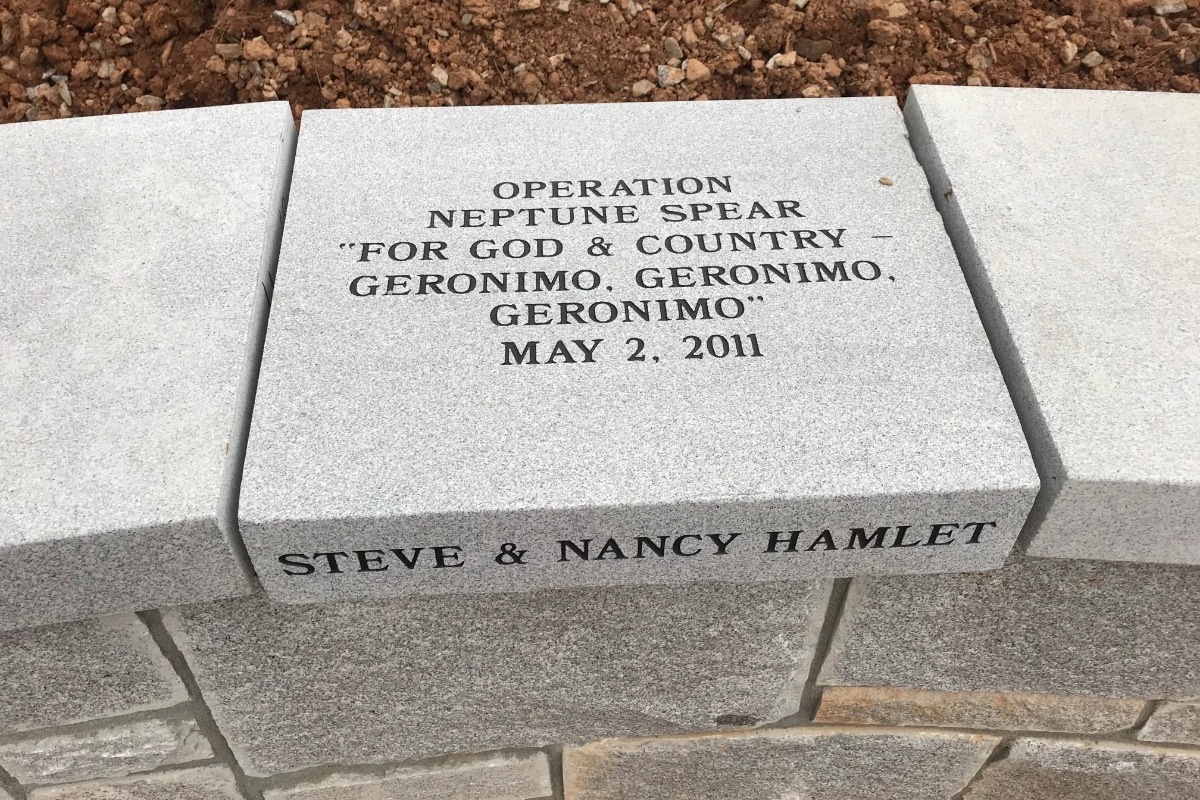 OPERATION
NEPTUNE SPEAR
"FOR GOD & COUNTRY –
GERONIMO, GERONIMO,
GERONIMO"
MAY 2, 2011
STEVE & NANCY HAMLET